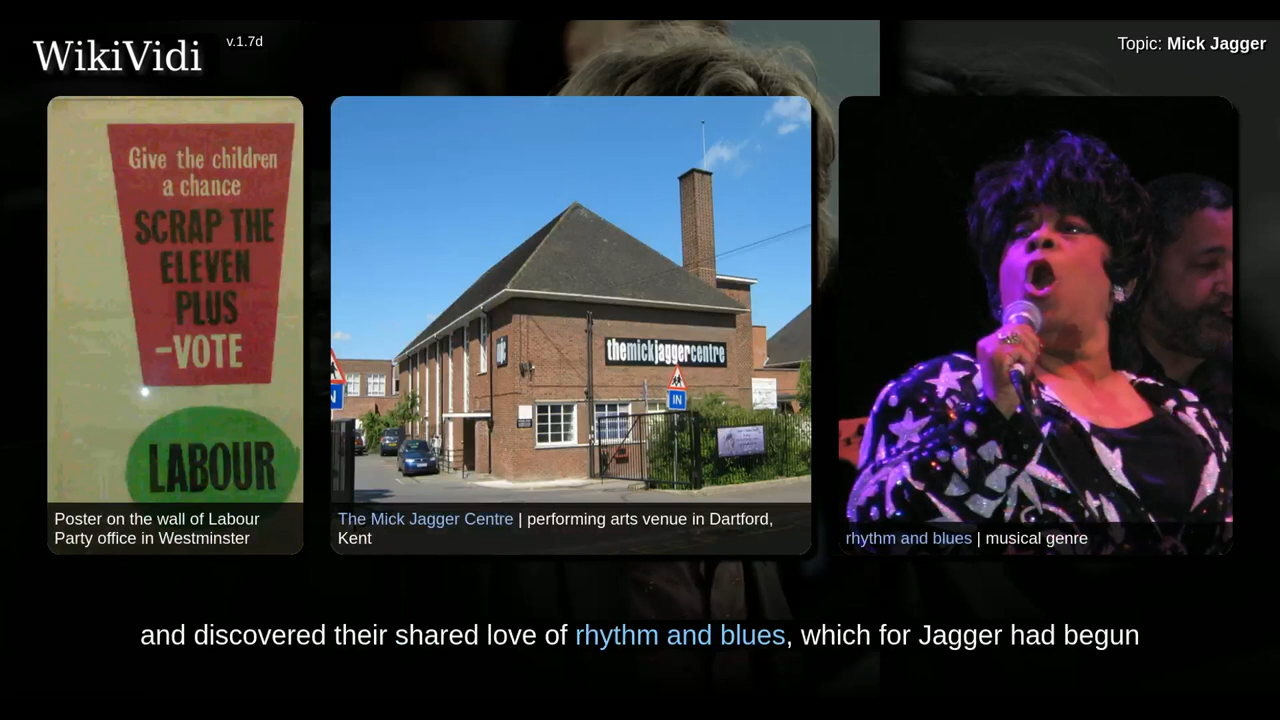 WikiVidi v.1.7d
Topic: Mick Jagger
Give the children
a chance
SCRAP THE
ELEVEN
PLUS
-VOTE
LABOUR
Poster on the wall of Labour
Party office in Westminster
themickjaggercentre
IN
The Mick Jagger Centre | performing arts venue in Dartford,
Kent
rhythm and blues | musical genre
and discovered their shared love of rhythm and blues, which for Jagger had begun